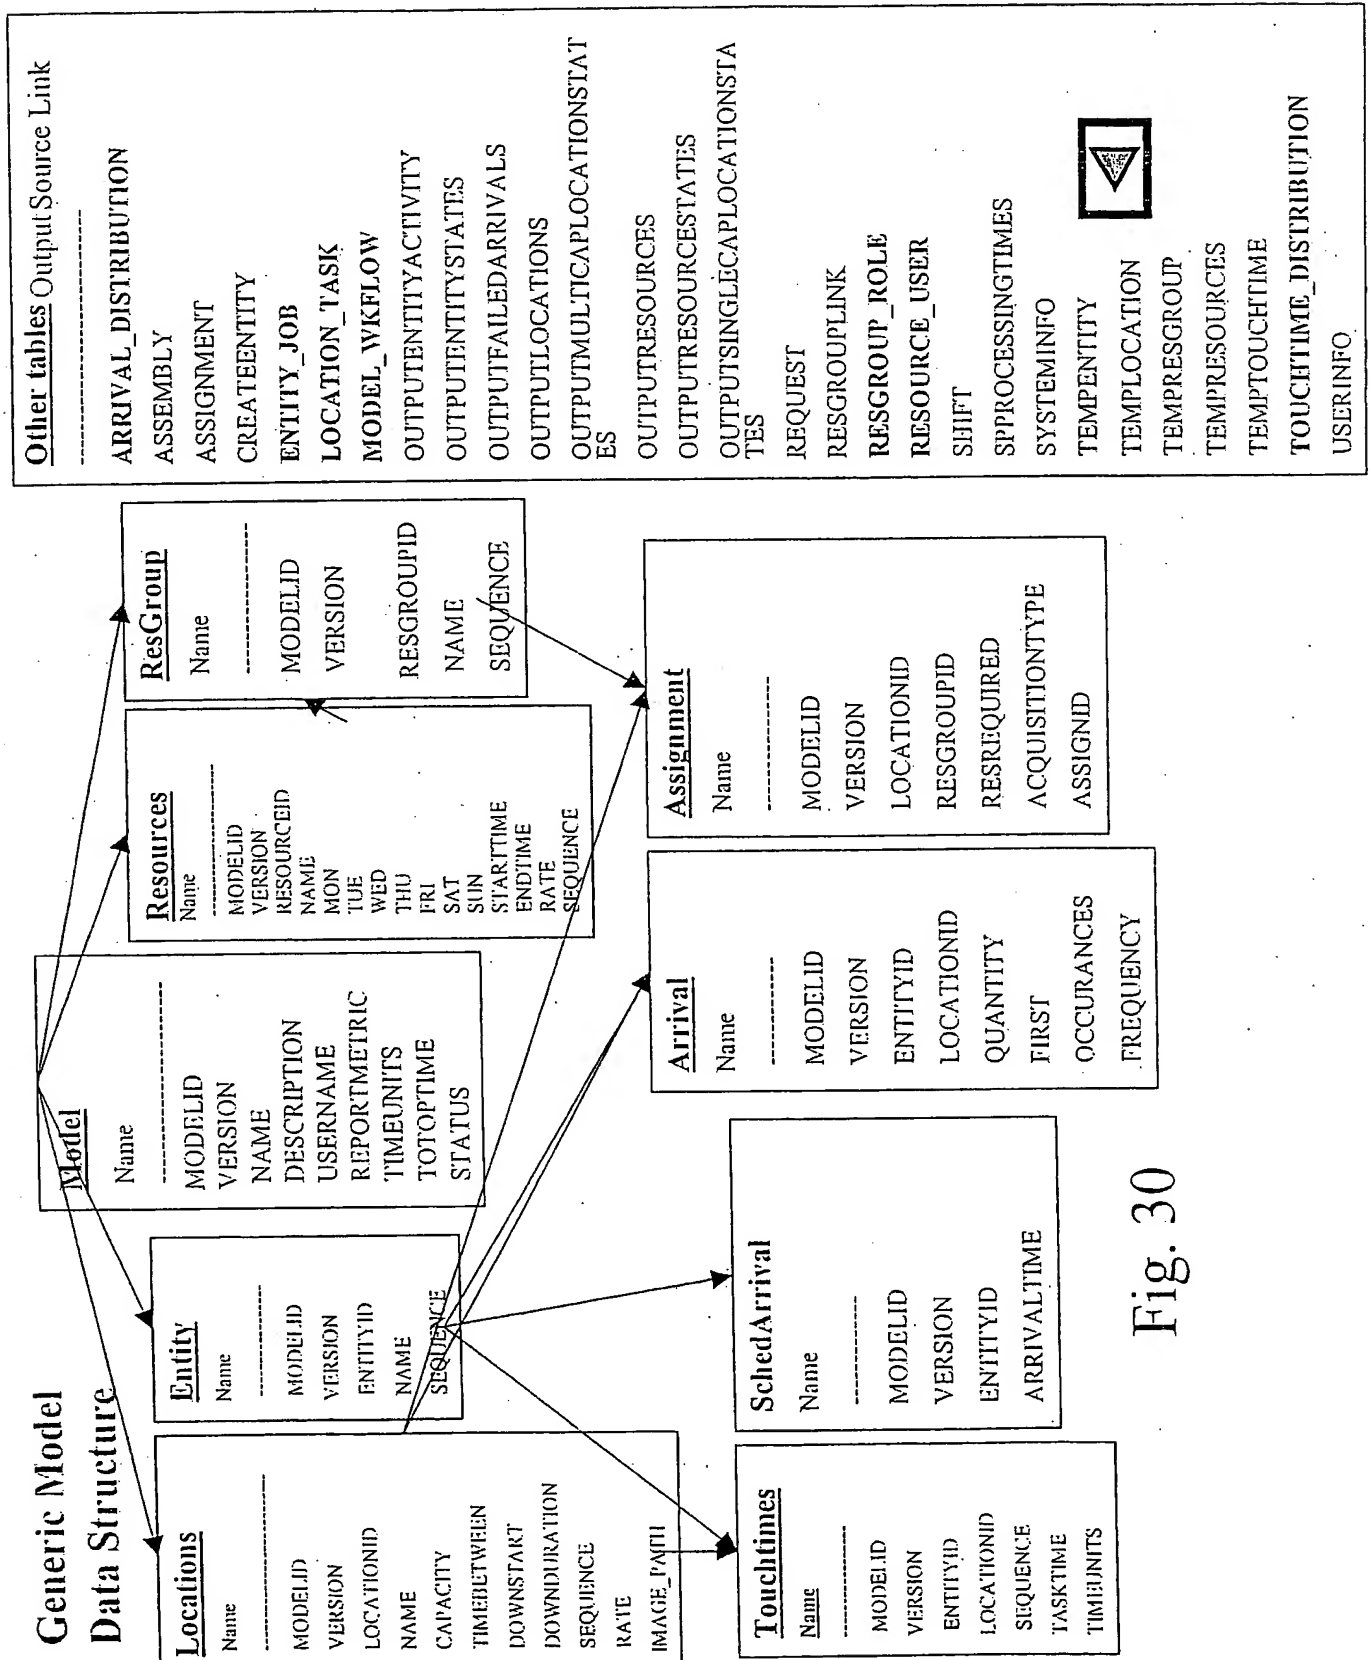 Generic Model
Data Structure
Locations
Name
MODELID
VERSION
LOCATIONID
NAME
CAPACITY
TIMEBETWEEN
DOWNSTART
DOWNDURATION
SEQUENCE
RATE
IMAGE_PATH
Entity
Name
MODELID
VERSION
ENTITYID
NAME
SEQUENCE
Model
Name
MODELID
VERSION
NAME
DESCRIPTION
USERNAME
REPORTMETRIC
TIMEUNITS
TOTOPTIME
STATUS
Resources
Name
MODELID
VERSION
RESOURCEID
NAME
MON
TUE
WED
THU
FRI
SAT
SUN
STARTTIME
ENDTIME
RATE
SEQUENCE
ResGroup
Name
MODELID
VERSION
RESGROUPID
NAME
SEQUENCE
Touchtimes
Name
MODELID
VERSION
ENTITYID
LOCATIONID
SEQUENCE
TASKTIME
TIMEUNITS
SchedArrival
Name
MODELID
VERSION
ENTITYID
ARRIVALTIME
Arrival
Name
MODELID
VERSION
ENTITYID
LOCATIONID
QUANTITY
FIRST
OCCURANCES
FREQUENCY
Assignment
Name
MODELID
VERSION
LOCATIONID
RESGROUPID
RESREQUIRED
ACQUISITIONTYPE
ASSIGNID
Other tables Output Source Link
ARRIVAL_DISTRIBUTION
ASSEMBLY
ASSIGNMENT
CREATEENTITY
ENTITY_JOB
LOCATION_TASK
MODEL_WKFLOW
OUTPUTENTITYACTIVITY
OUTPUTENTITYSTATES
OUTPUTFAILEDARRIVALS
OUTPUTLOCATIONS
OUTPUTMULTICAPLOCATIONSTAT
ES
OUTPUTRESOURCES
OUTPUTRESOURCESTATES
OUTPUTSINGLECAPLOCATIONSTA
TES
REQUEST
RESGROUPLINK
RESGROUP_ROLE
RESOURCE_USER
SHIFT
SPPROCESSINGTIMES
SYSTEMINFO
TEMPENTITY
TEMPLOCATION
TEMPRESGROUP
TEMPRESOURCES
TEMPTOUCHTIME
TOUCHTIME_DISTRIBUTION
USERINFO
Fig. 30